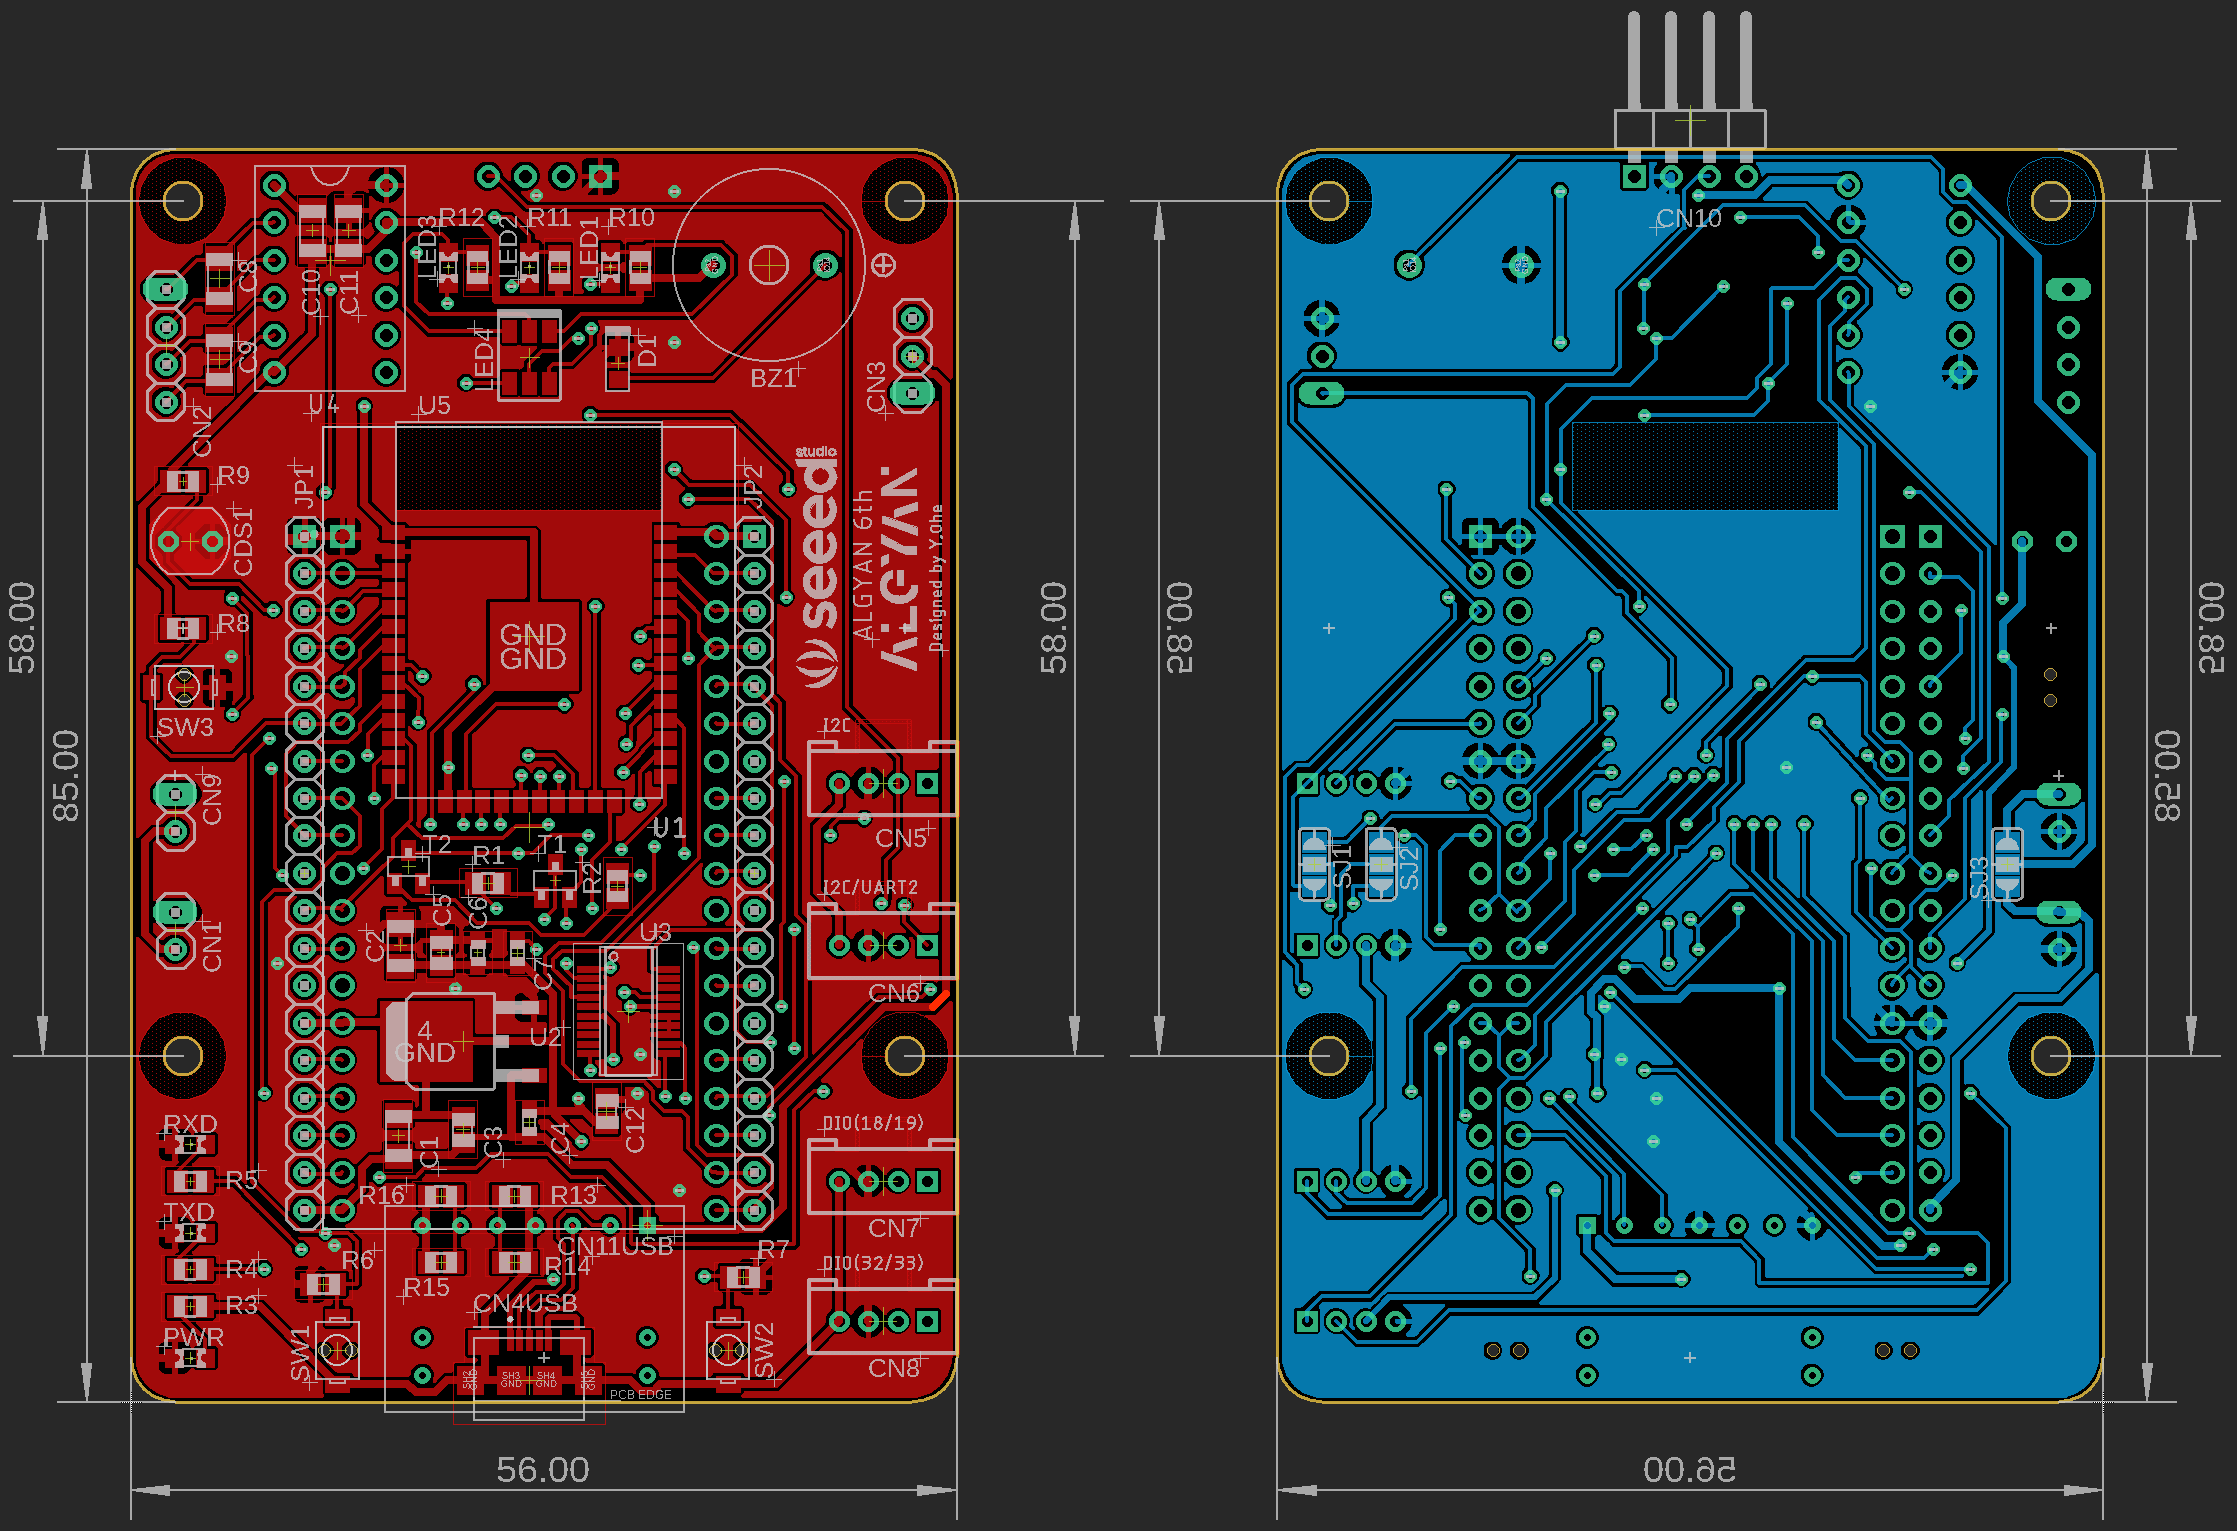 R12
R11
R10
LED3
LED2
LED1
C8
C10
C11
C9
LED4
D1
BZ1
CN3
CN2
U4
U5
R9
JP1
JP2
CDS1
GND
GND
R8
SW3
studio
seeed
ALGYAN 6th
ALGYAN
Designed by Y.Ohe
I2C
CN5
CN9
U1
T2
R1
T1
R2
I2C/UART2
CN6
CN1
C2
C5
C6
C7
U3
4
GND
U2
DIO(18/19)
CN7
RXD
R5
TXD
R4
R3
PWR
C1
C3
C4
C12
R16
R13
CN11USB
R6
R15
R14
R7
DIO(32/33)
CN8
CN4USB
SW1
SW2
SH2
GND
SH3
GND
SH4
GND
GND
PCB EDGE
58.00
85.00
58.00
56.00
CN10
SJ1
SJ2
SJ3
58.00
58.00
85.00
56.00